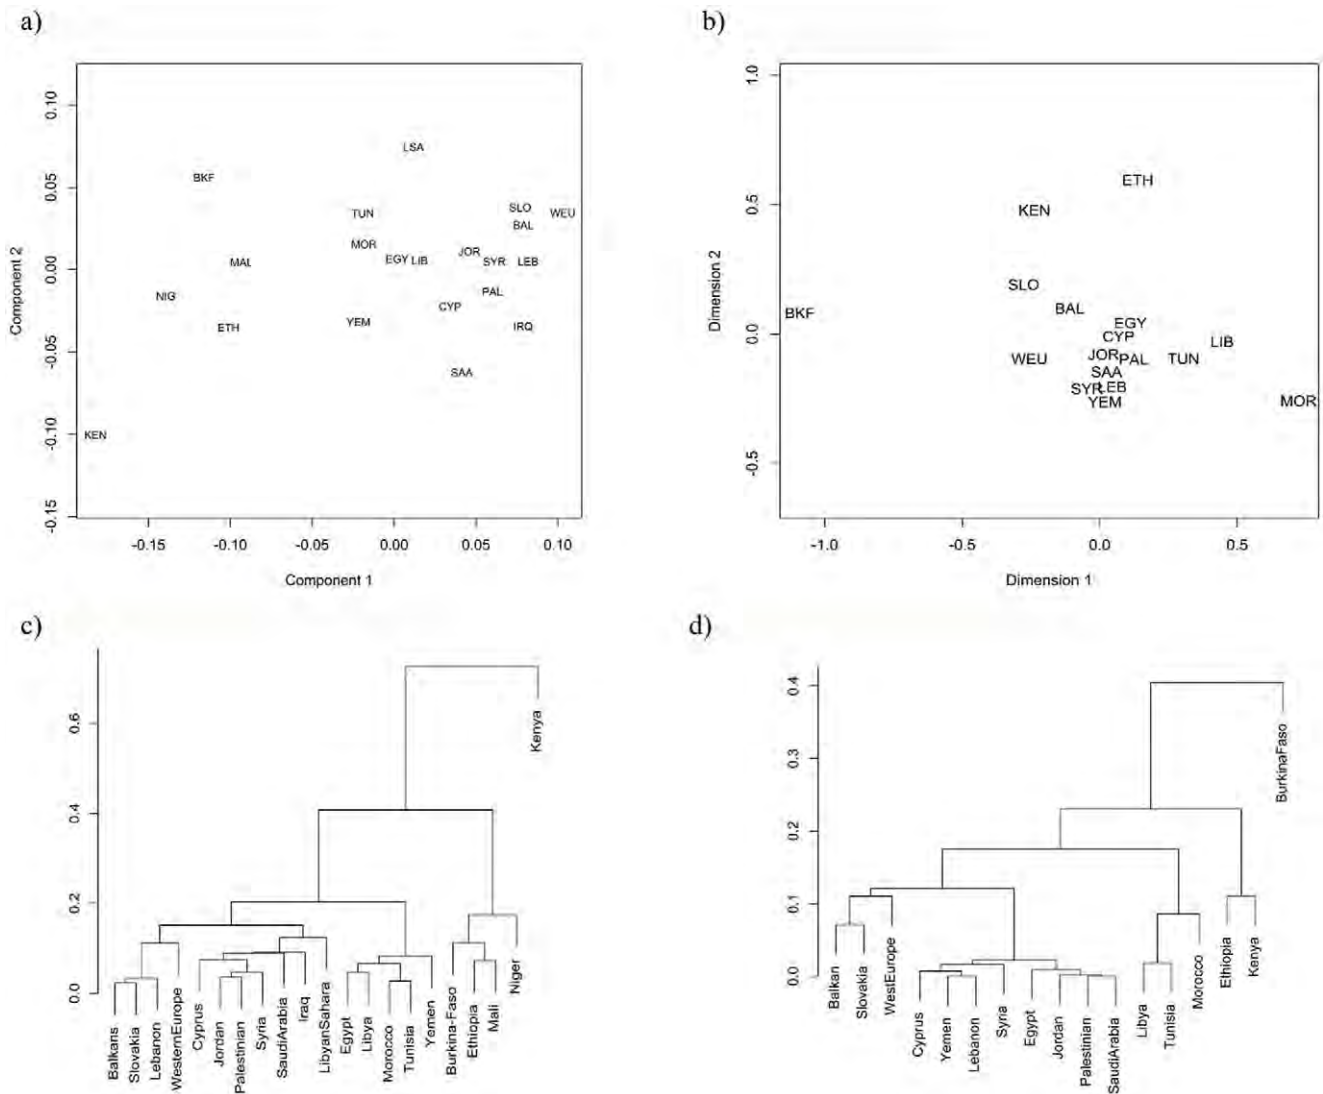 a)
0.10
0.05
0.00
-0.05
-0.10
-0.15
Component 2
LSA
BKF
TUN
SLO
WEU
BAL
MOR
MAL
EGY
LIB
JOR
SYR
LEB
NIG
PAL
CYP
ETH
YEM
IRQ
SAA
KEN
-0.15
-0.10
-0.05
0.00
0.05
0.10
Component 1
b)
1.0
0.5
0.0
-0.5
Dimension 2
ETH
KEN
SLO
BKF
BAL
EGY
CYP
LIB
WEU
JOR
PAL
TUN
SAA
SYR
LEB
YEM
MOR
-1.0
-0.5
0.0
0.5
Dimension 1
c)
0.6
0.4
0.2
0.0
Kenya
Balkans
Slovakia
Lebanon
WesternEurope
Cyprus
Jordan
Palestinian
Syria
SaudiArabia
Iraq
LibyanSahara
Egypt
Libya
Morocco
Tunisia
Yemen
Burkina-Faso
Ethiopia
Mali
Niger
d)
0.4
0.3
0.2
0.1
0.0
BurkinaFaso
Balkan
Slovakia
WestEurope
Cyprus
Yemen
Lebanon
Syria
Egypt
Jordan
Palestinian
SaudiArabia
Libya
Tunisia
Morocco
Ethiopia
Kenya